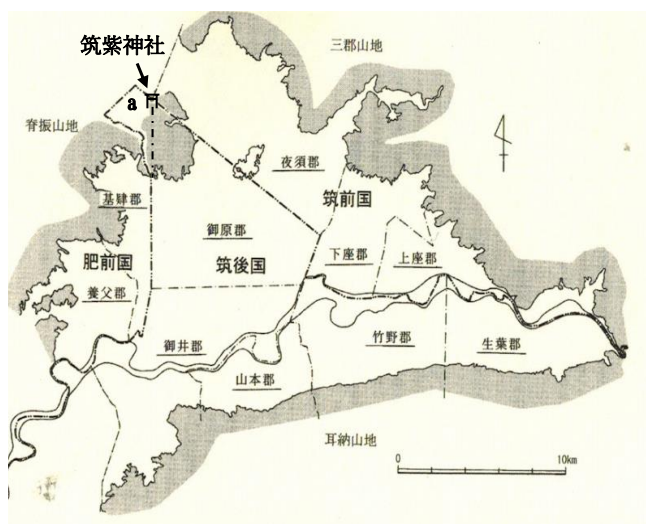 筑紫神社
三郡山地
a
脊振山地
夜須郡
基肄郡
筑前国
御原郡
下座郡
上座郡
肥前国
筑後国
養父郡
御井郡
竹野郡
生葉郡
山本郡
耳納山地
0
10km